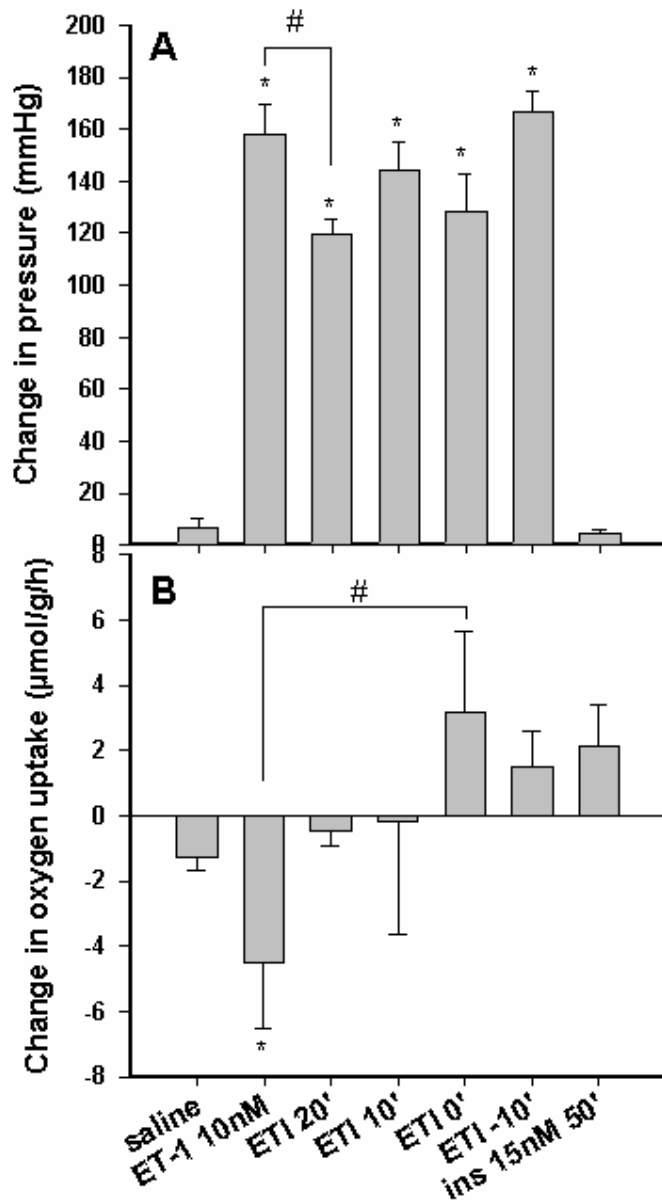 A
#
Change in pressure (mmHg)
200
180
160
140
120
100
80
60
40
20
0
*
*
*
*
*
B
#
Change in oxygen uptake (µmol/g/h)
8
6
4
2
0
-2
-4
-6
-8
*
saline
ET-1 10nM
ETI 20'
ETI 10'
ETI 0'
ETI -10'
ins 15nM 50'